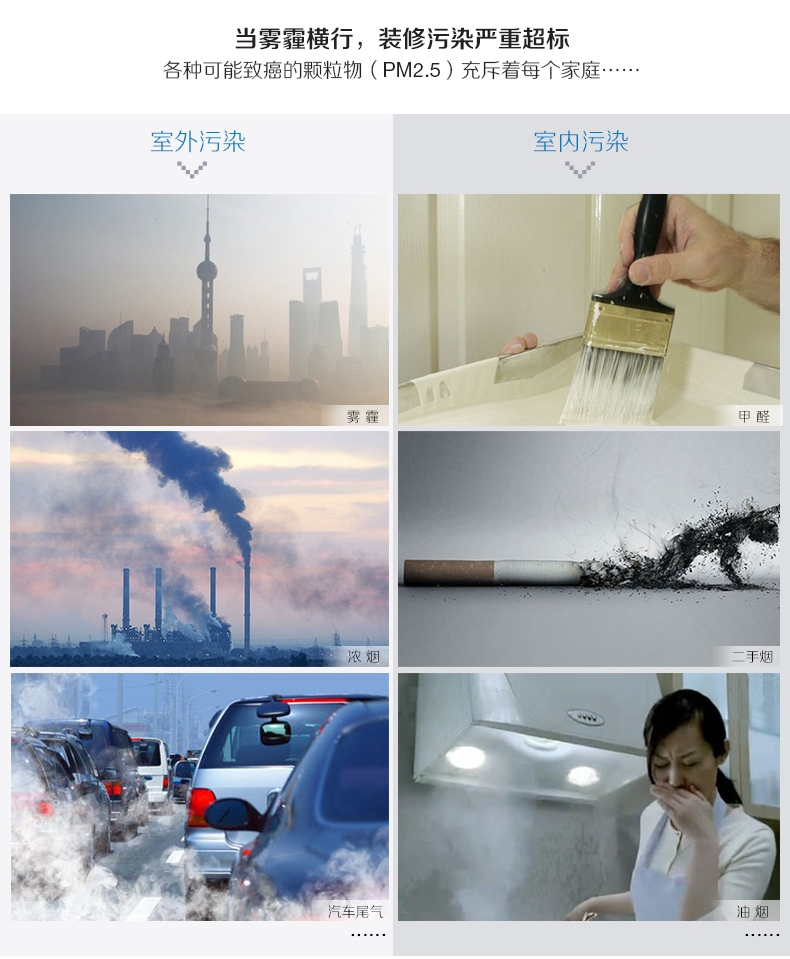 当雾霾横行，装修污染严重超标
各种可能致癌的颗粒物（PM2.5）充斥着每个家庭……
室外污染
室内污染
雾霾
甲醛
浓烟
二手烟
汽车尾气
油烟
……
……